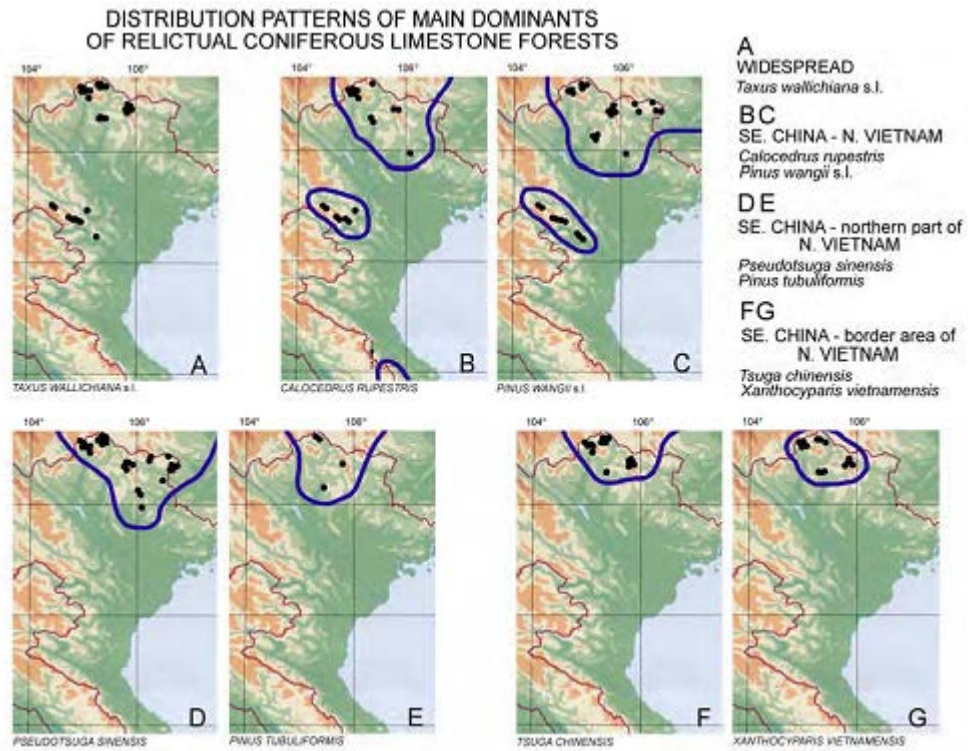 DISTRIBUTION PATTERNS OF MAIN DOMINANTS
OF RELICTUAL CONIFEROUS LIMESTONE FORESTS
104°
106°
A
TAXUS WALLICHIANA s.l.
104°
106°
B
CALOCEDRUS RUPESTRIS
104°
106°
C
PINUS WANGII s.l.
A
WIDESPREAD
Taxus wallichiana s.l.
B C
SE. CHINA - N. VIETNAM
Calocedrus rupestris
Pinus wangii s.l.
D E
SE. CHINA - northern part of
N. VIETNAM
Pseudotsuga sinensis
Pinus tubuliformis
FG
SE. CHINA - border area of
N. VIETNAM
Tsuga chinensis
Xanthocyparis vietnamensis
104°
106°
D
PSEUDOTSUGA SINENSIS
104°
106°
E
PINUS TUBULIFORMIS
104°
106°
F
TSUGA CHINENSIS
104°
106°
G
XANTHOCYPARIS VIETNAMENSIS